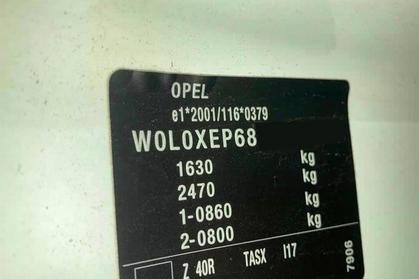 OPEL
e1*2001/116*0379
W0L0XEP68
1630 kg
2470 kg
1-0860 kg
2-0800 kg
Z 40R TASX I17
7906